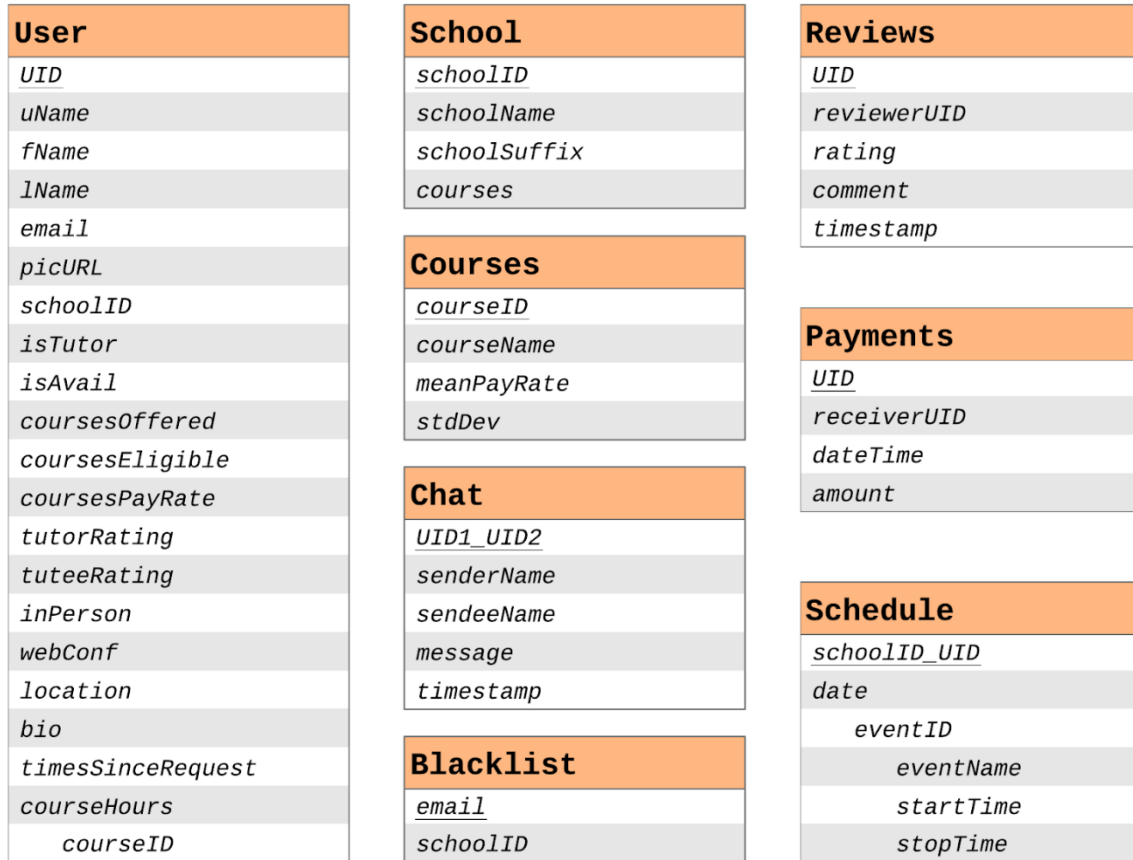 User
UID
uName
fName
lName
email
picURL
schoolID
isTutor
isAvail
coursesOffered
coursesEligible
coursesPayRate
tutorRating
tuteeRating
inPerson
webConf
location
bio
timesSinceRequest
courseHours
courseID
School
schoolID
schoolName
schoolSuffix
courses
Courses
courseID
courseName
meanPayRate
stdDev
Chat
UID1_UID2
senderName
sendeeName
message
timestamp
Blacklist
email
schoolID
Reviews
UID
reviewerUID
rating
comment
timestamp
Payments
UID
receiverUID
dateTime
amount
Schedule
schoolID_UID
date
eventID
eventName
startTime
stopTime